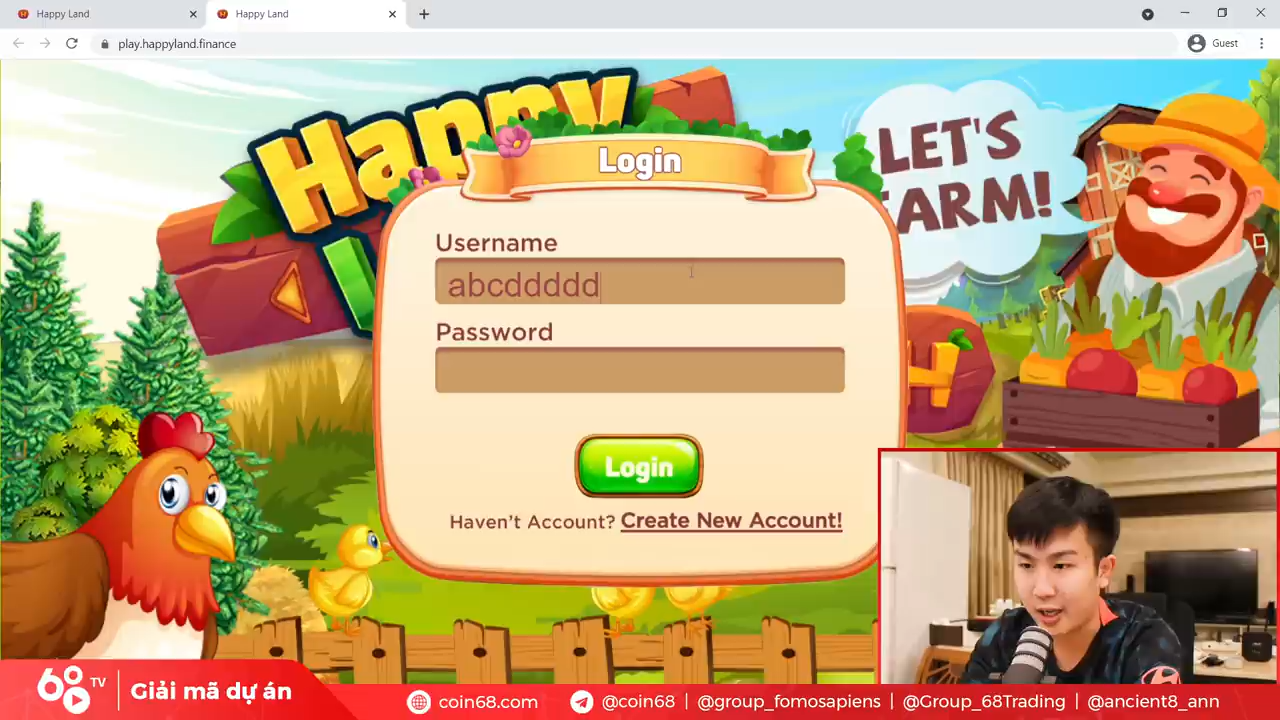 Happy Land
Happy Land
play.happyland.finance
Guest
Happy
LET'S
FARM!
Login
Username
abcddddd
Password
Login
Haven't Account? Create New Account!
68 TV
Giải mã dự án
coin68.com
@coin68 | @group_fomosapiens | @Group_68Trading | @ancient8_ann